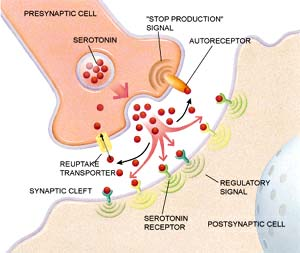 PRESYNAPTIC CELL
SEROTONIN
"STOP PRODUCTION"
SIGNAL
AUTORECEPTOR
REUPTAKE
TRANSPORTER
SYNAPTIC CLEFT
REGULATORY
SIGNAL
SEROTONIN
RECEPTOR
POSTSYNAPTIC CELL